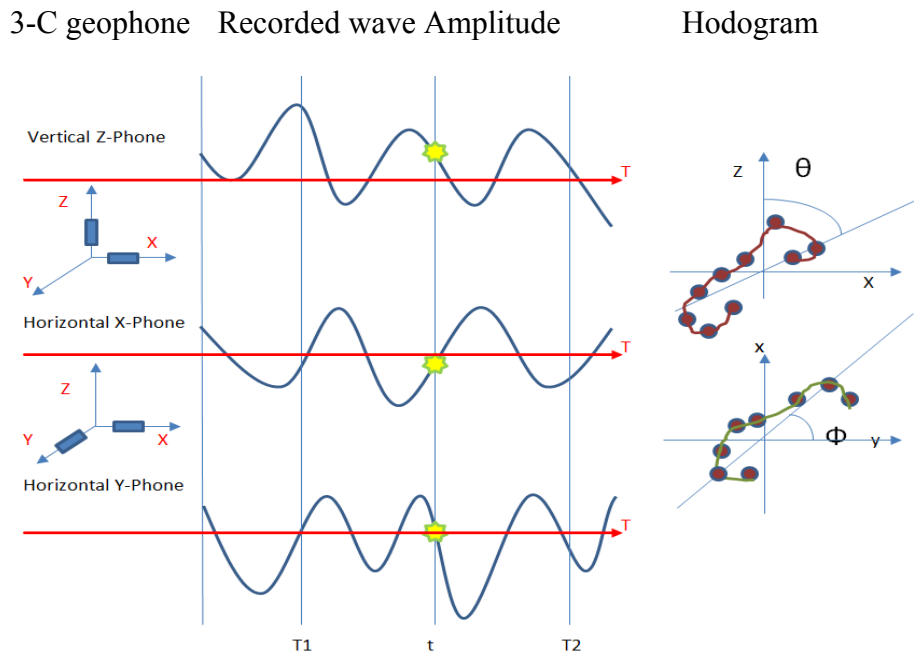 3-C geophone Recorded wave Amplitude Hodogram
Vertical Z-Phone
T
Z
X
Y
Horizontal X-Phone
T
Z
Y
X
Horizontal Y-Phone
T
T1 t T2
Z θ
X
x
y Φ